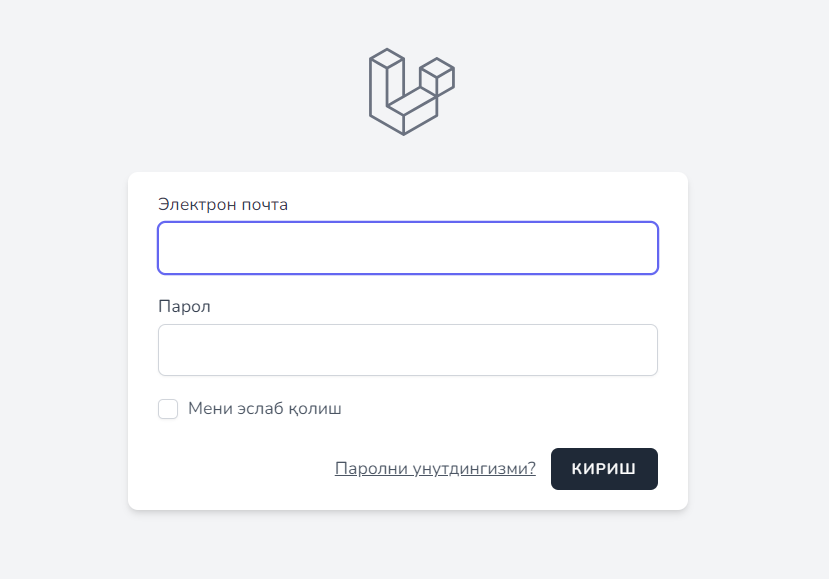 Электрон почта
Парол
Мени эслаб қолиш
Паролни унутдингизми? КИРИШ